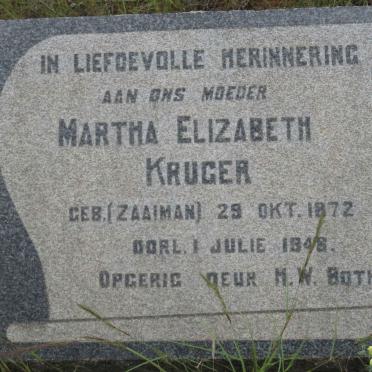 IN LIEFDEVOLLE HERINNERING
AAN ONS MOEDER
MARTHA ELIZABETH
KRUGER
GEB. (ZAAIMAN) 29 OKT. 1872
OORL. 1 JULIE 1948.
OPGERIG DEUR H.W. BOTH